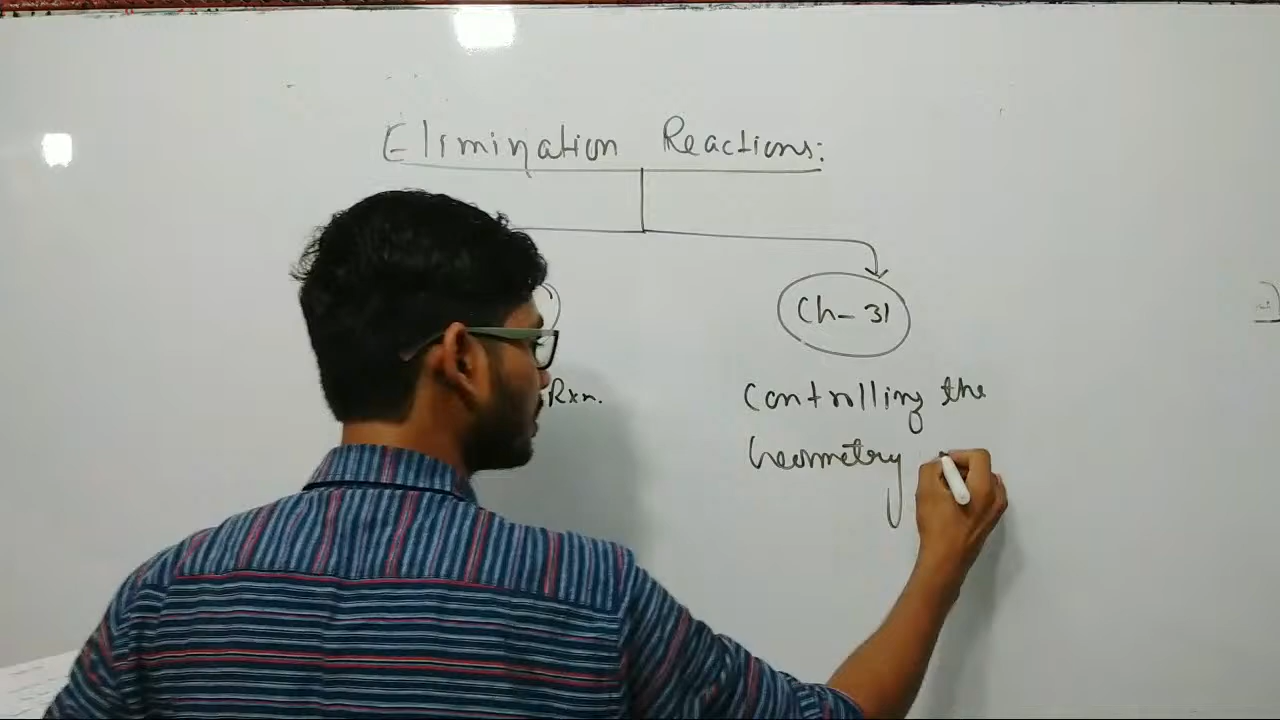 Elimination Reactions:
Ch- 31
Rxn.
Controlling the
Geometry